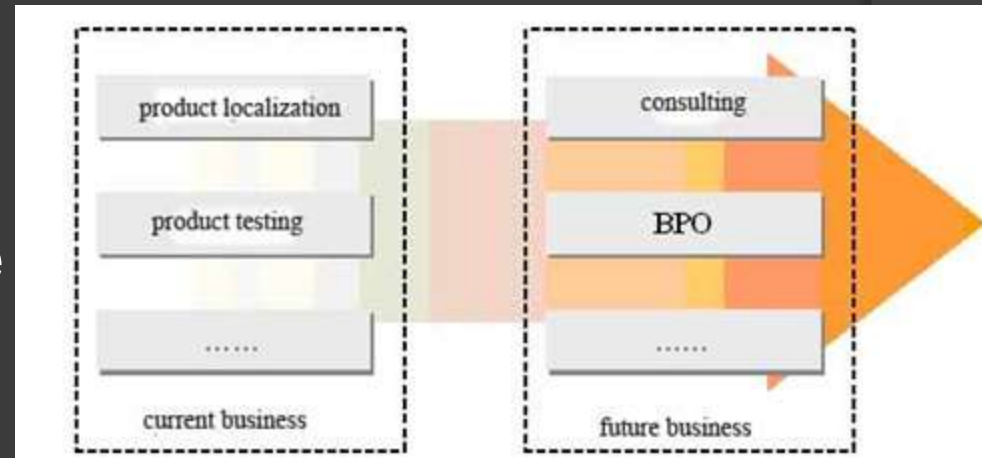 product localization
product testing
......
current business
consulting
BPO
......
future business